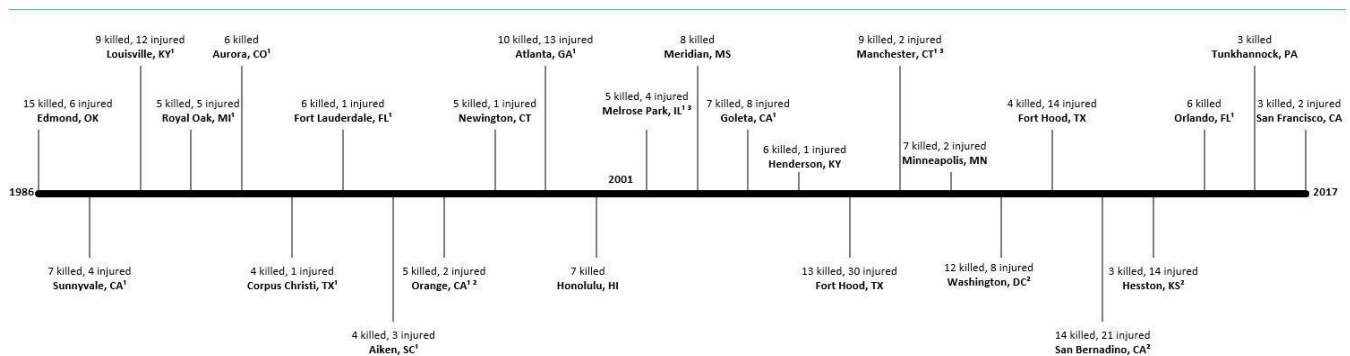 9 killed, 12 injured
Louisville, KY¹
6 killed
Aurora, CO¹
10 killed, 13 injured
Atlanta, GA¹
8 killed
Meridian, MS
9 killed, 2 injured
Manchester, CT¹ ³
3 killed
Tunkhannock, PA
15 killed, 6 injured
Edmond, OK
5 killed, 5 injured
Royal Oak, MI¹
6 killed, 1 injured
Fort Lauderdale, FL¹
5 killed, 1 injured
Newington, CT
5 killed, 4 injured
Melrose Park, IL¹ ³
7 killed, 8 injured
Goleta, CA¹
6 killed, 1 injured
Henderson, KY
7 killed, 2 injured
Minneapolis, MN
4 killed, 14 injured
Fort Hood, TX
6 killed
Orlando, FL¹
3 killed, 2 injured
San Francisco, CA
1986
2001
2017
7 killed, 4 injured
Sunnyvale, CA¹
4 killed, 1 injured
Corpus Christi, TX¹
5 killed, 2 injured
Orange, CA¹ ²
7 killed
Honolulu, HI
13 killed, 30 injured
Fort Hood, TX
12 killed, 8 injured
Washington, DC²
3 killed, 14 injured
Hesston, KS²
4 killed, 3 injured
Aiken, SC¹
14 killed, 21 injured
San Bernadino, CA²